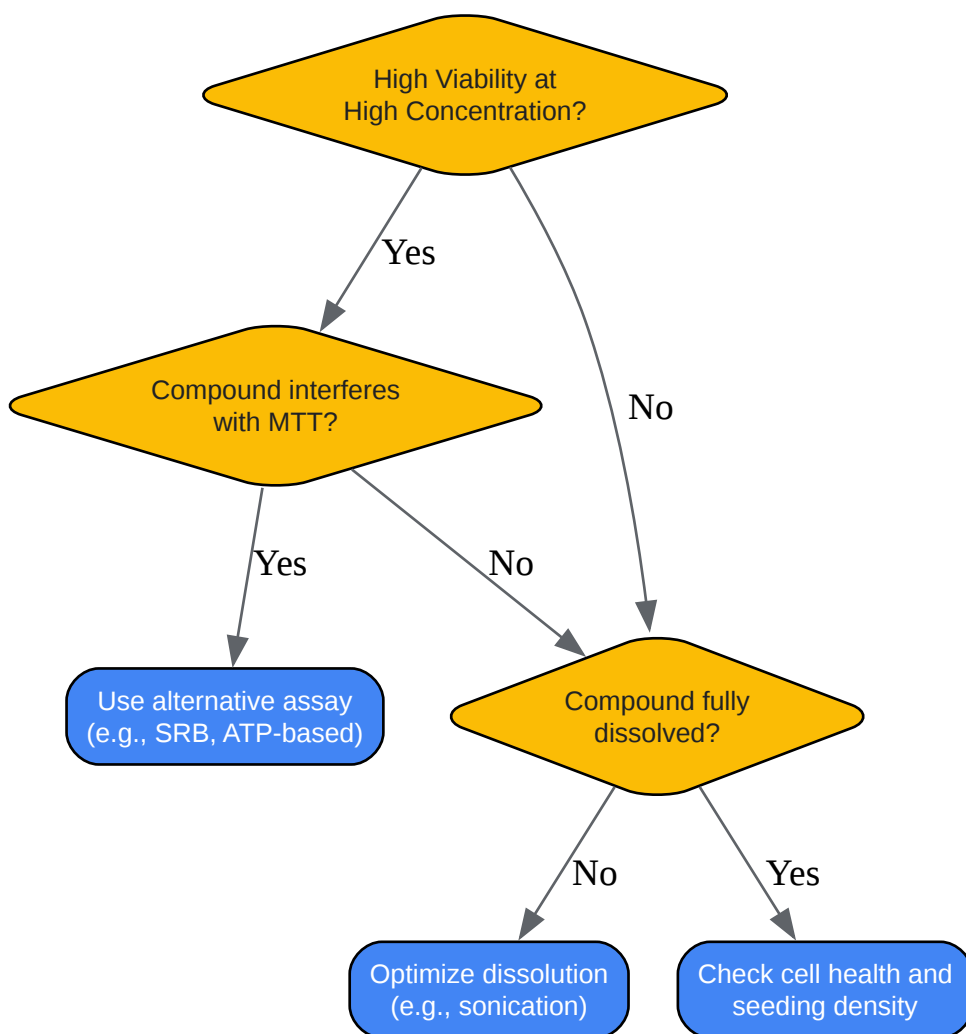 High Viability at
High Concentration?
Yes
Compound interferes
with MTT?
No
Yes
No
Use alternative assay
(e.g., SRB, ATP-based)
Compound fully
dissolved?
No
Yes
Optimize dissolution
(e.g., sonication)
Check cell health and
seeding density